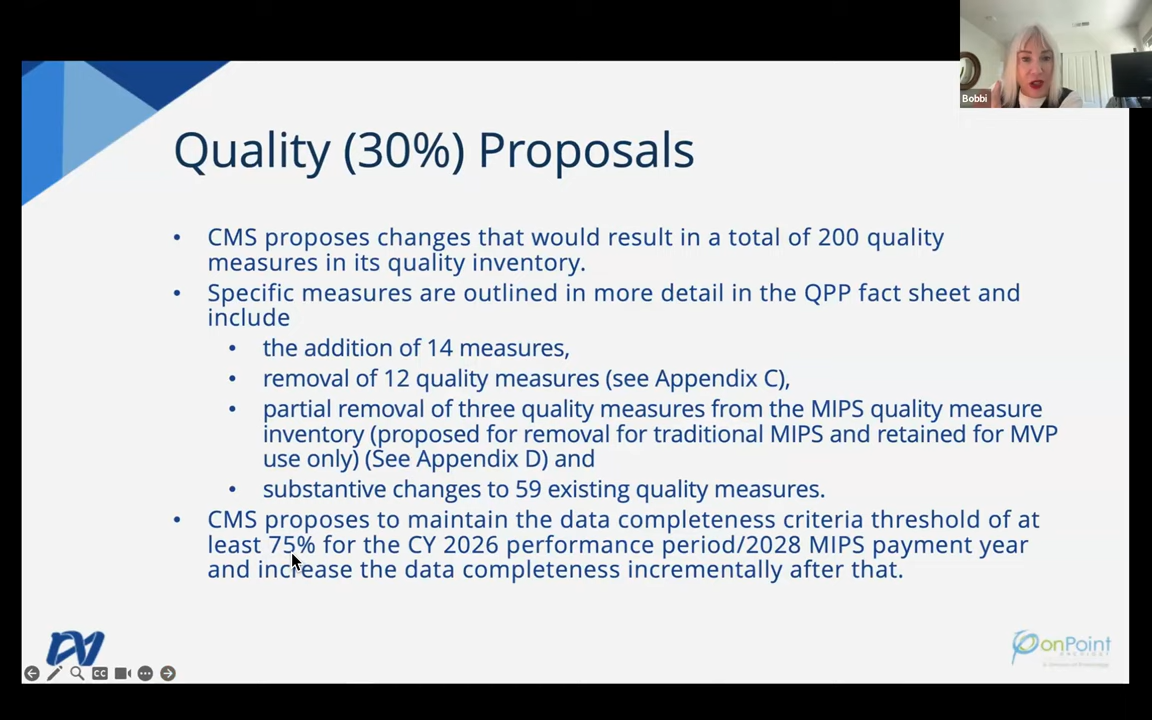 Bobbi
Quality (30%) Proposals
• CMS proposes changes that would result in a total of 200 quality
measures in its quality inventory.
• Specific measures are outlined in more detail in the QPP fact sheet and
include
• the addition of 14 measures,
• removal of 12 quality measures (see Appendix C),
• partial removal of three quality measures from the MIPS quality measure
inventory (proposed for removal for traditional MIPS and retained for MVP
use only) (See Appendix D) and
• substantive changes to 59 existing quality measures.
• CMS proposes to maintain the data completeness criteria threshold of at
least 75% for the CY 2026 performance period/2028 MIPS payment year
and increase the data completeness incrementally after that.
onPoint
CC